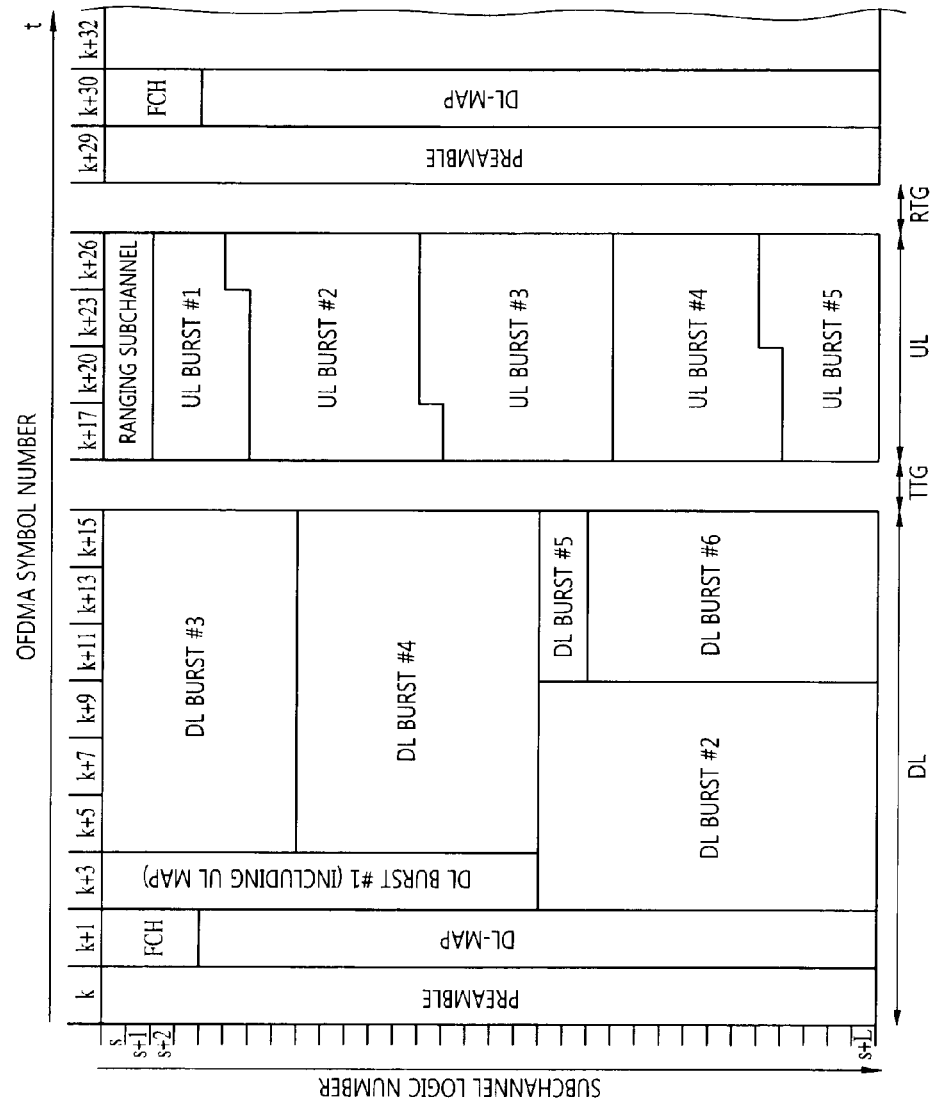 OFDMA SYMBOL NUMBER
t
k
k+1
k+3
k+5
k+7
k+9
k+11
k+13
k+15
k+17
k+20
k+23
k+26
k+29
k+30
k+32
SUBCHANNEL LOGIC NUMBER
s
s+1
s+2
s+L
PREAMBLE
FCH
DL-MAP
DL BURST #1 (INCLUDING UL MAP)
DL BURST #3
DL BURST #4
DL BURST #2
DL BURST #5
DL BURST #6
RANGING SUBCHANNEL
UL BURST #1
UL BURST #2
UL BURST #3
UL BURST #4
UL BURST #5
PREAMBLE
FCH
DL-MAP
DL
TTG
UL
RTG